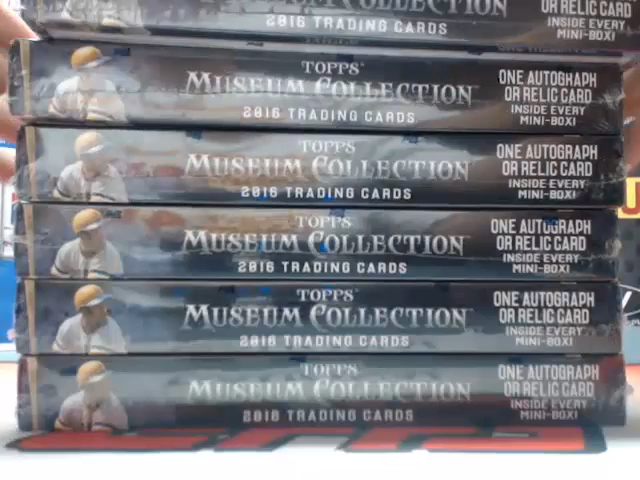 MUSEUM COLLECTION
2016 TRADING CARDS
OR RELIC CARD
INSIDE EVERY
MINI-BOX!
TOPPS
MUSEUM COLLECTION
2016 TRADING CARDS
ONE AUTOGRAPH
OR RELIC CARD
INSIDE EVERY
MINI-BOX!
TOPPS
MUSEUM COLLECTION
2016 TRADING CARDS
ONE AUTOGRAPH
OR RELIC CARD
INSIDE EVERY
MINI-BOX!
TOPPS
MUSEUM COLLECTION
2016 TRADING CARDS
ONE AUTOGRAPH
OR RELIC CARD
INSIDE EVERY
MINI-BOX!
TOPPS
MUSEUM COLLECTION
2016 TRADING CARDS
ONE AUTOGRAPH
OR RELIC CARD
INSIDE EVERY
MINI-BOX!
TOPPS
MUSEUM COLLECTION
2016 TRADING CARDS
ONE AUTOGRAPH
OR RELIC CARD
INSIDE EVERY
MINI-BOX!